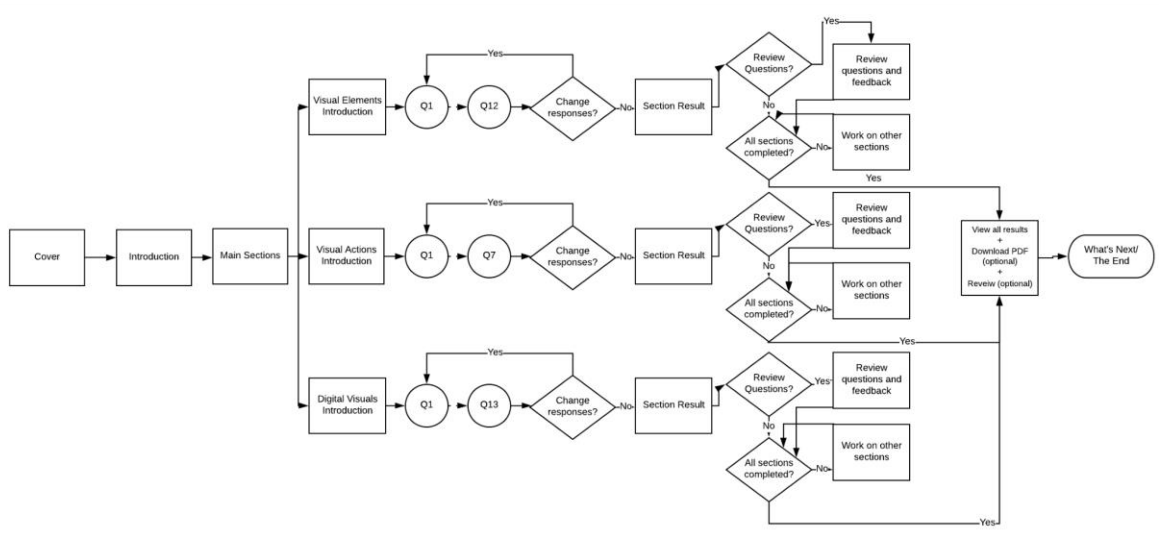 Cover
Introduction
Main Sections
Visual Elements
Introduction
Q1
Q12
Yes
Change
responses?
No
Section Result
Review
Questions?
Yes
Review
questions and
feedback
No
All sections
completed?
No
Work on other
sections
Yes
Visual Actions
Introduction
Q1
Q7
Yes
Change
responses?
No
Section Result
Review
Questions?
Yes
Review
questions and
feedback
No
All sections
completed?
No
Work on other
sections
Yes
Digital Visuals
Introduction
Q1
Q13
Yes
Change
responses?
No
Section Result
Review
Questions?
Yes
Review
questions and
feedback
No
All sections
completed?
No
Work on other
sections
Yes
View all results
+
Download PDF
(optional)
+
Reveiw (optional)
What's Next/
The End